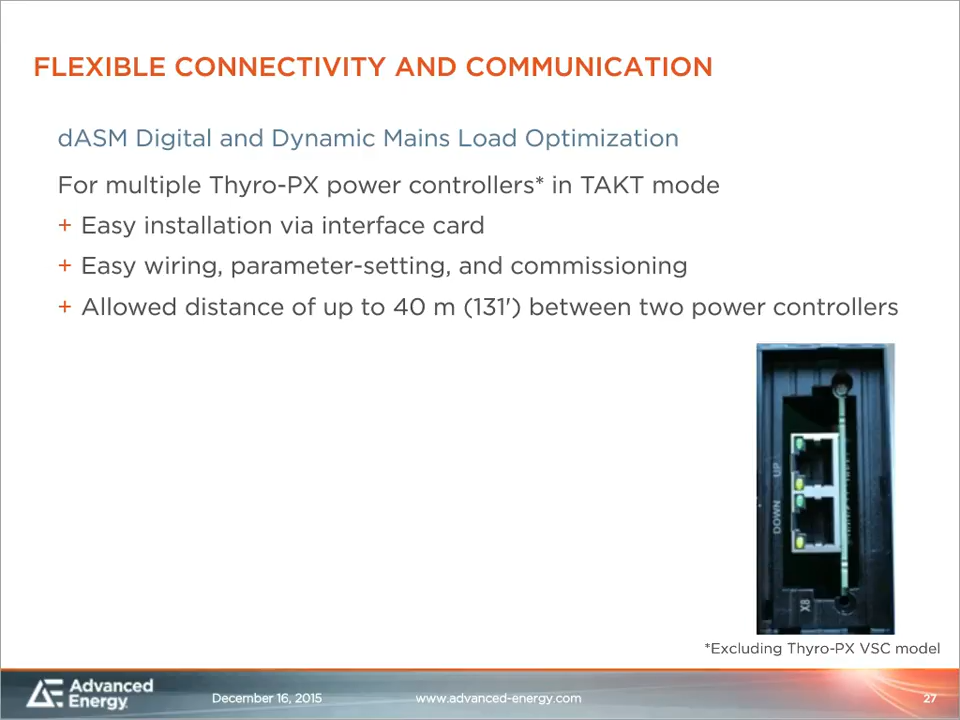 FLEXIBLE CONNECTIVITY AND COMMUNICATION
dASM Digital and Dynamic Mains Load Optimization
For multiple Thyro-PX power controllers* in TAKT mode
+ Easy installation via interface card
+ Easy wiring, parameter-setting, and commissioning
+ Allowed distance of up to 40 m (131') between two power controllers
UP
DOWN
X8
*Excluding Thyro-PX VSC model
Advanced
Energy
December 16, 2015
www.advanced-energy.com
27